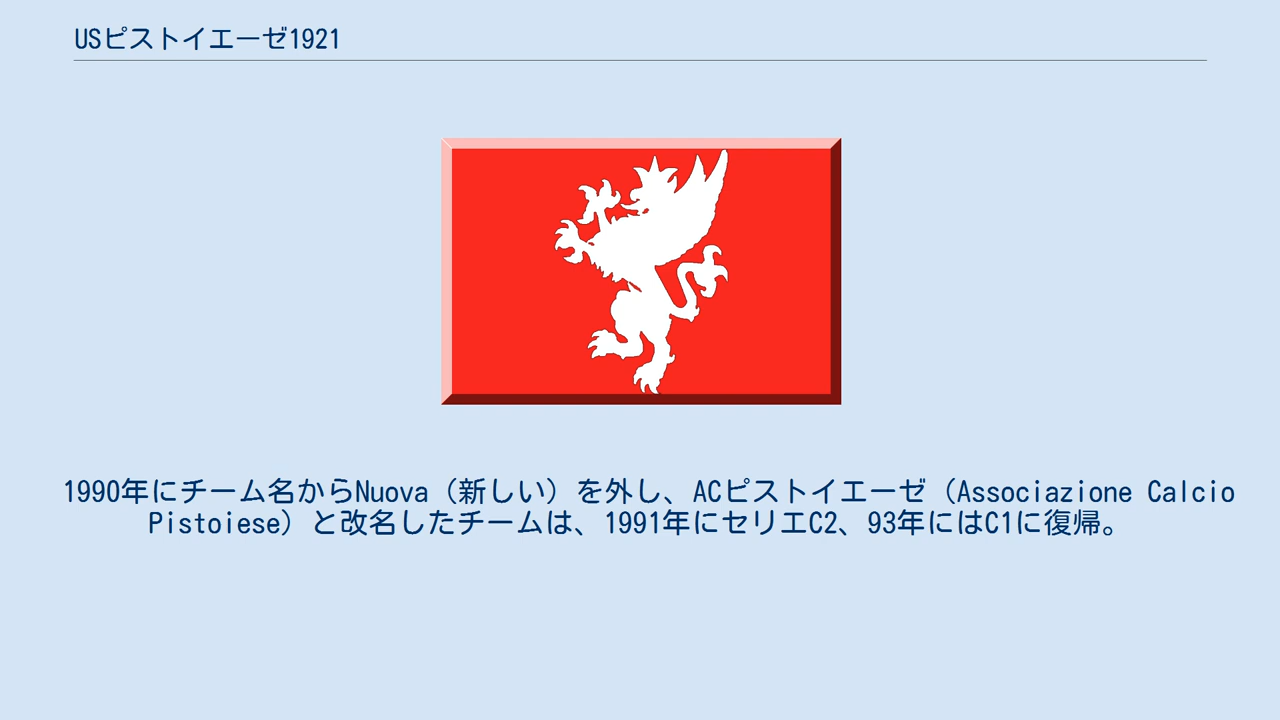 USピストイエーゼ1921
1990年にチーム名からNuova（新しい）を外し、ACピストイエーゼ（Associazione Calcio
Pistoiese）と改名したチームは、1991年にセリエC2、93年にはC1に復帰。